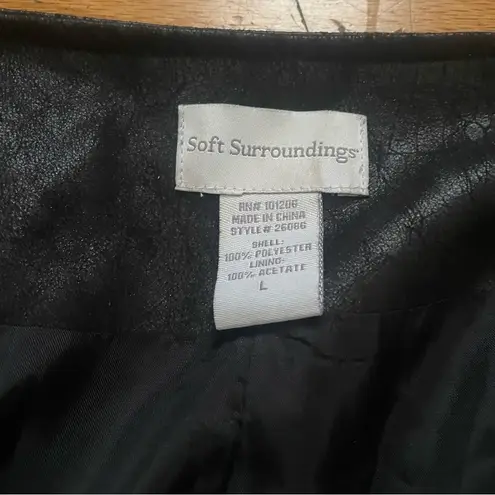 Soft Surroundings
RN# 101206
MADE IN CHINA
STYLE# 26086
SHELL:
100% POLYESTER
LINING:
100% ACETATE
L